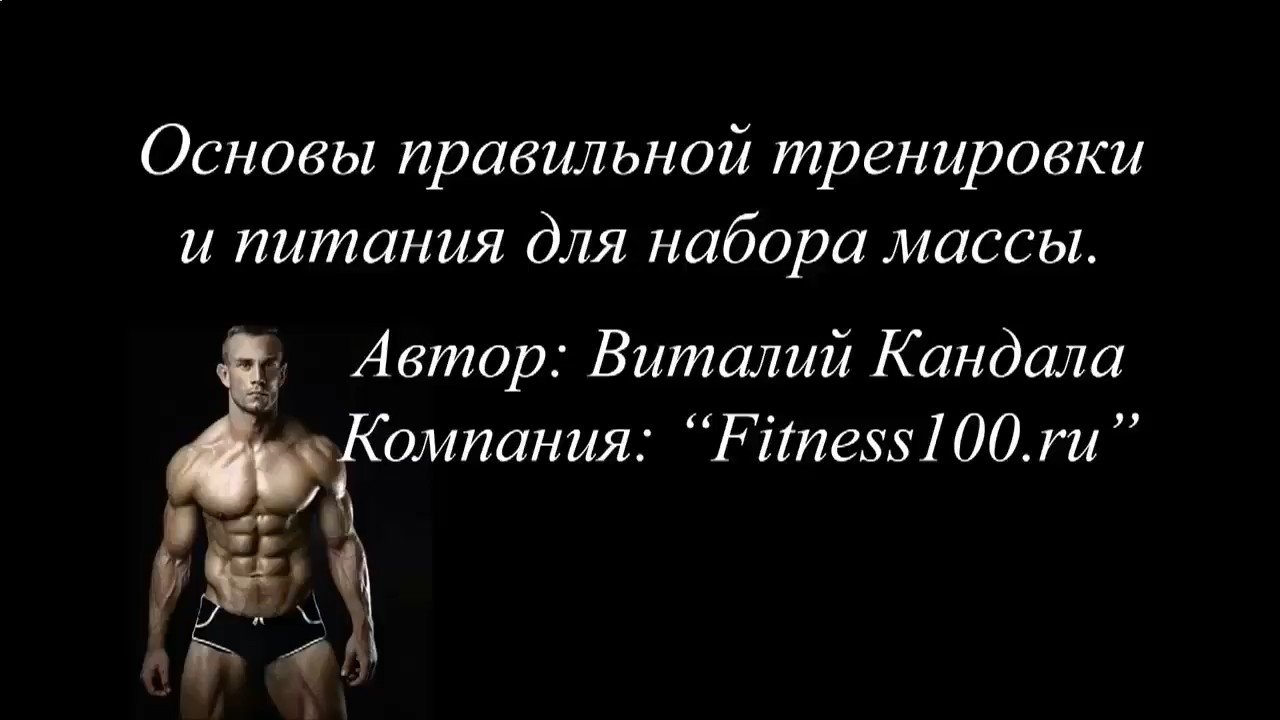 Основы правильной тренировки
и питания для набора массы.
Автор: Виталий Кандала
Компания: “Fitness100.ru”